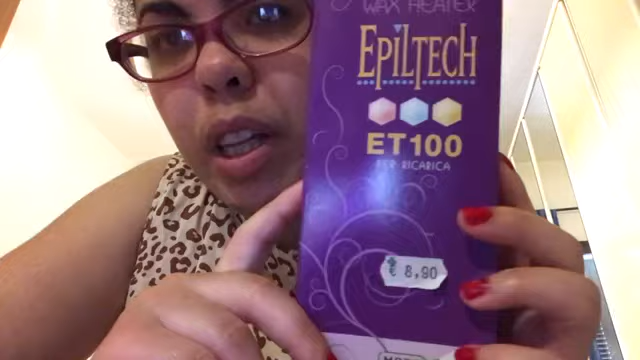 WAX HEATER
EPILTECH
ET100
PER RICARICA
€ 8,90